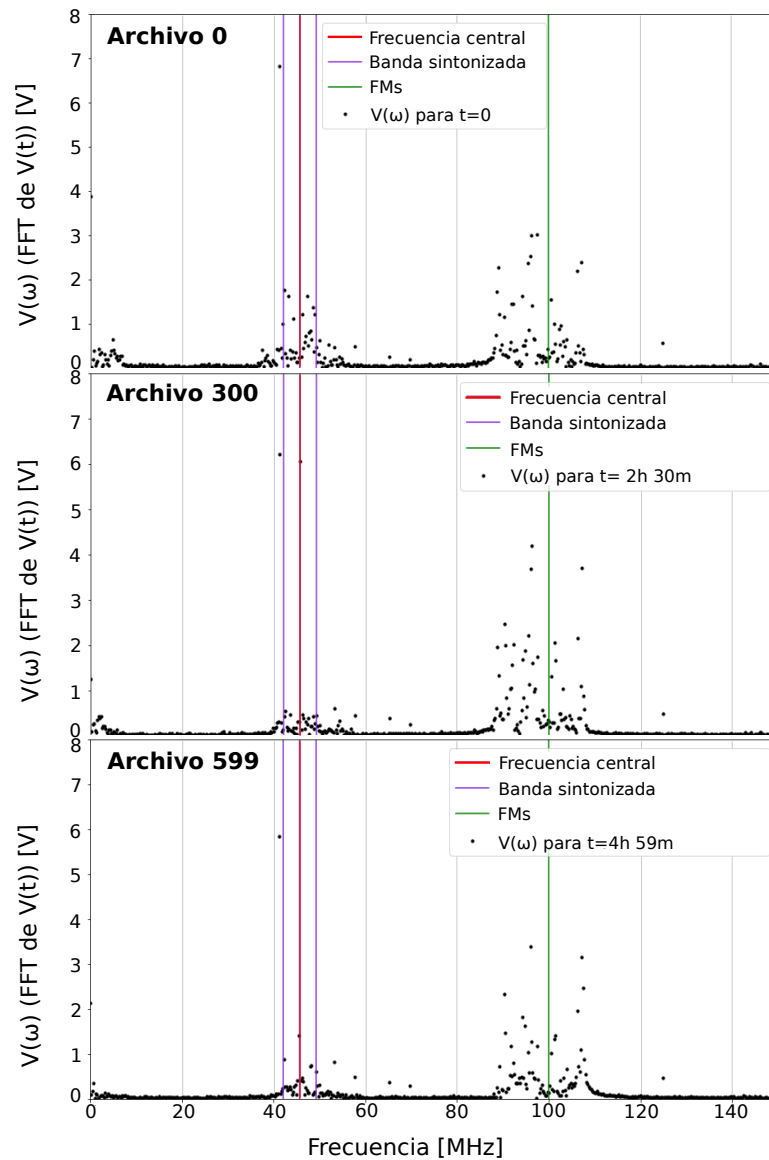 V(ω) (FFT de V(t)) [V]
8
7
6
5
4
3
2
1
0
Archivo 0
Frecuencia central
Banda sintonizada
FMs
V(ω) para t=0
V(ω) (FFT de V(t)) [V]
8
7
6
5
4
3
2
1
0
Archivo 300
Frecuencia central
Banda sintonizada
FMs
V(ω) para t= 2h 30m
V(ω) (FFT de V(t)) [V]
8
7
6
5
4
3
2
1
0
Archivo 599
Frecuencia central
Banda sintonizada
FMs
V(ω) para t=4h 59m
0 20 40 60 80 100 120 140
Frecuencia [MHz]